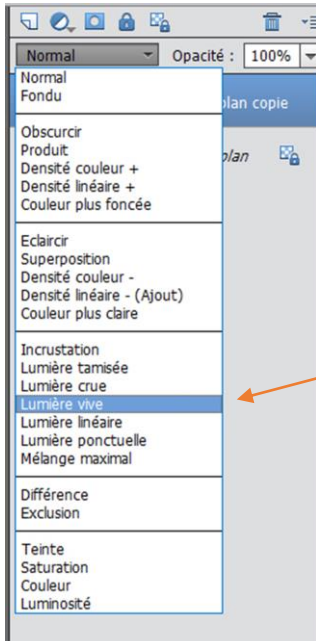 Normal Opacité : 100%
Normal
Fondu
plan copie
Obscurcir
Produit
plan
Densité couleur +
Densité linéaire +
Couleur plus foncée
Eclaircir
Superposition
Densité couleur -
Densité linéaire - (Ajout)
Couleur plus claire
Incrustation
Lumière tamisée
Lumière crue
Lumière vive
Lumière linéaire
Lumière ponctuelle
Mélange maximal
Différence
Exclusion
Teinte
Saturation
Couleur
Luminosité